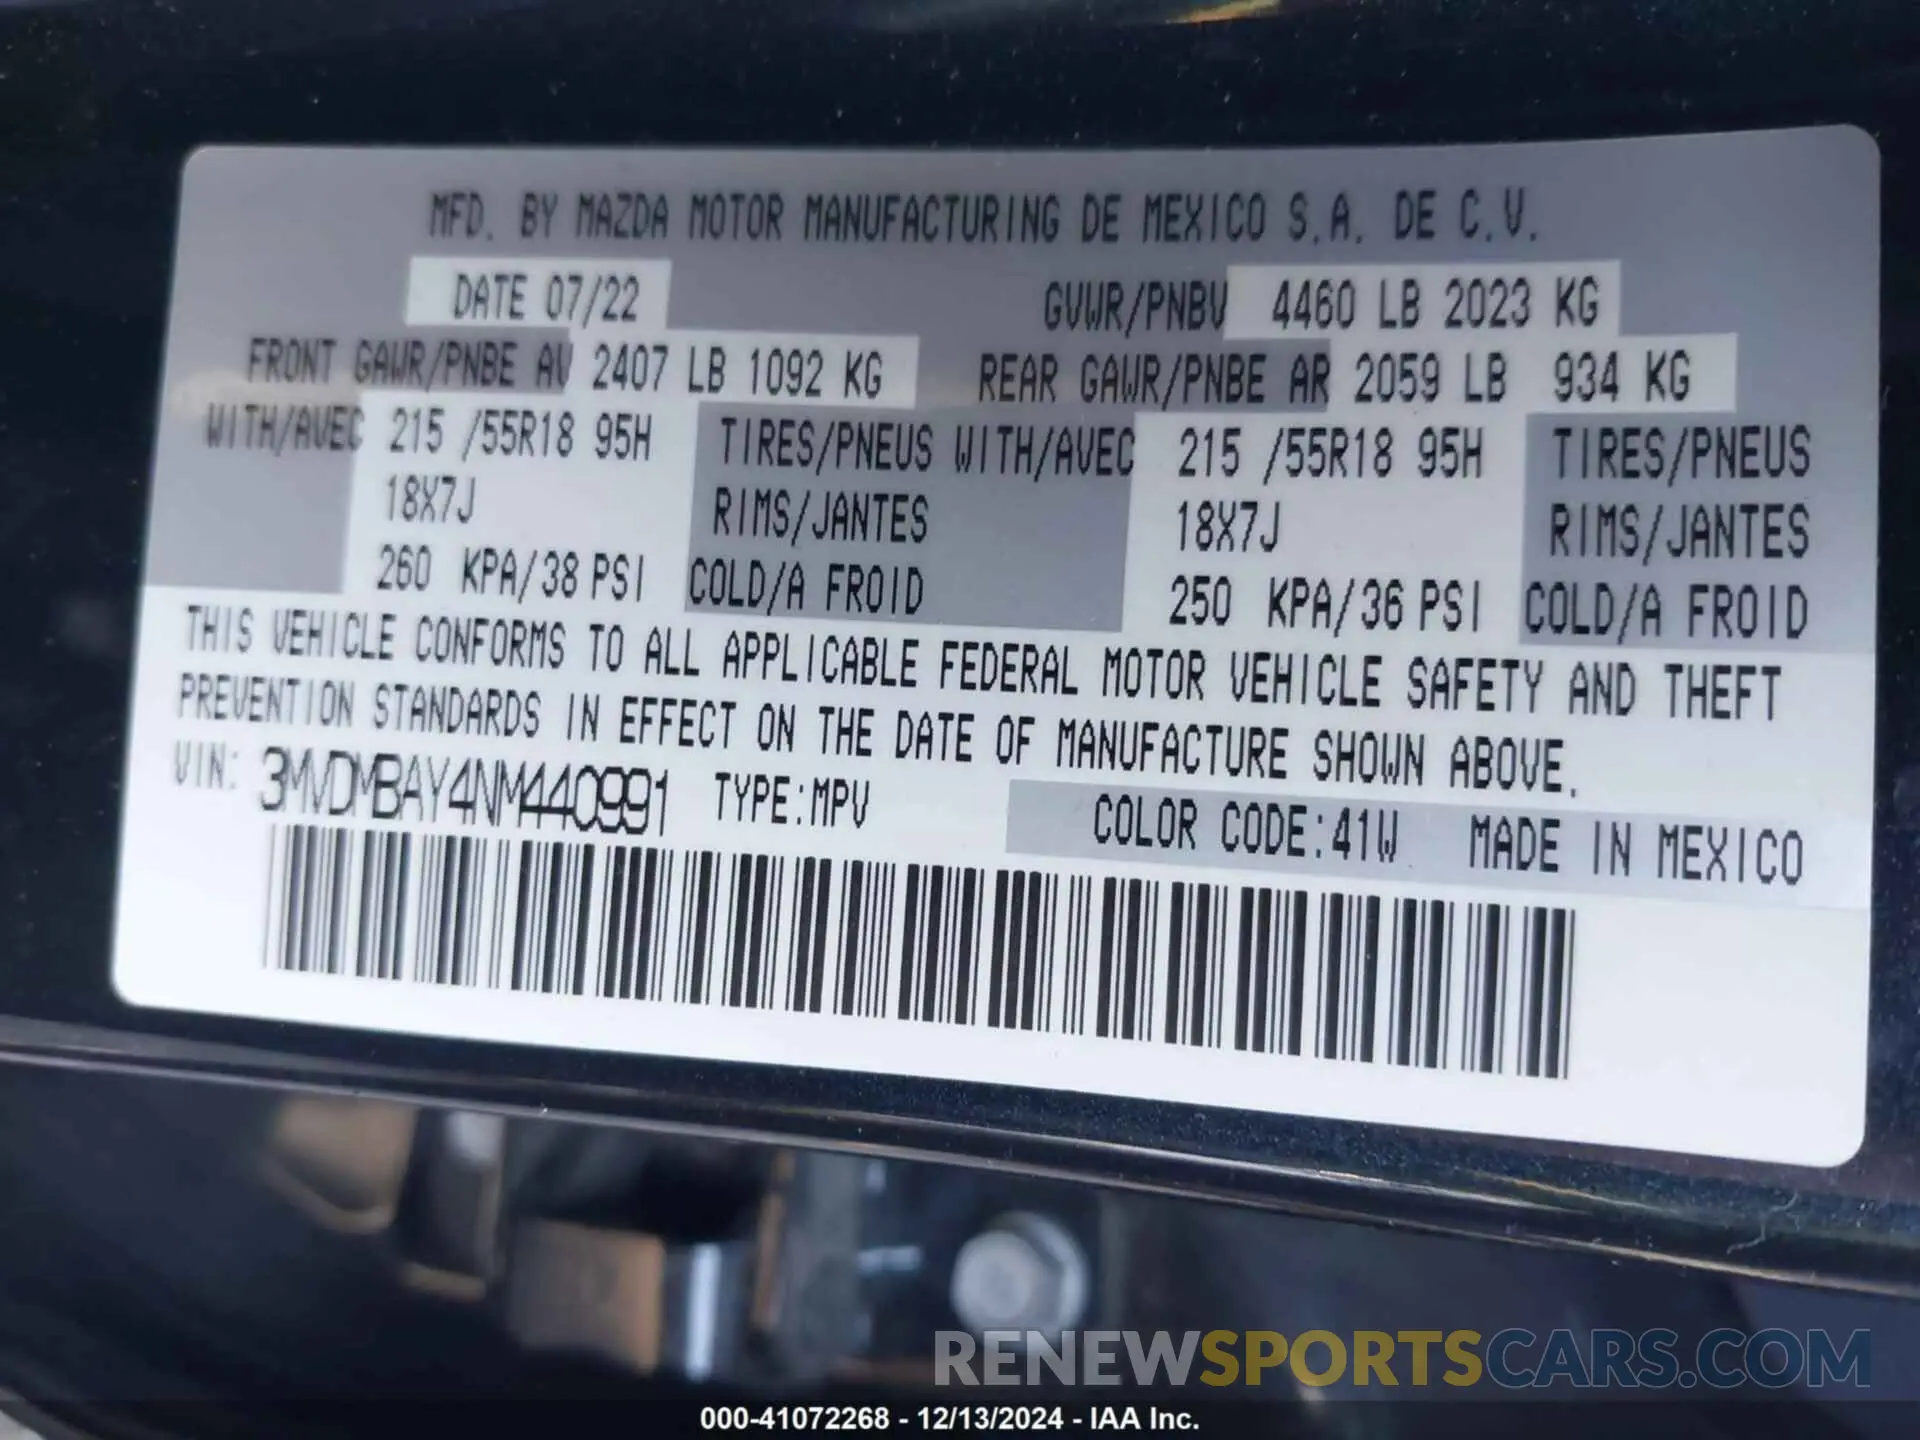 MFD. BY MAZDA MOTOR MANUFACTURING DE MEXICO S.A. DE C.V.
DATE 07/22 GVWR/PNBV 4460 LB 2023 KG
FRONT GAWR/PNBE AV 2407 LB 1092 KG REAR GAWR/PNBE AR 2059 LB 934 KG
WITH/AVEC 215 /55R18 95H TIRES/PNEUS WITH/AVEC 215 /55R18 95H TIRES/PNEUS
18X7J RIMS/JANTES 18X7J RIMS/JANTES
260 KPA/38 PSI COLD/A FROID 250 KPA/36 PSI COLD/A FROID
THIS VEHICLE CONFORMS TO ALL APPLICABLE FEDERAL MOTOR VEHICLE SAFETY AND THEFT
PREVENTION STANDARDS IN EFFECT ON THE DATE OF MANUFACTURE SHOWN ABOVE.
VIN: 3MVDMBAY4NM440991 TYPE:MPV COLOR CODE:41W MADE IN MEXICO
RENEWSPORTSCARS.COM
000-41072268 - 12/13/2024 - IAA Inc.